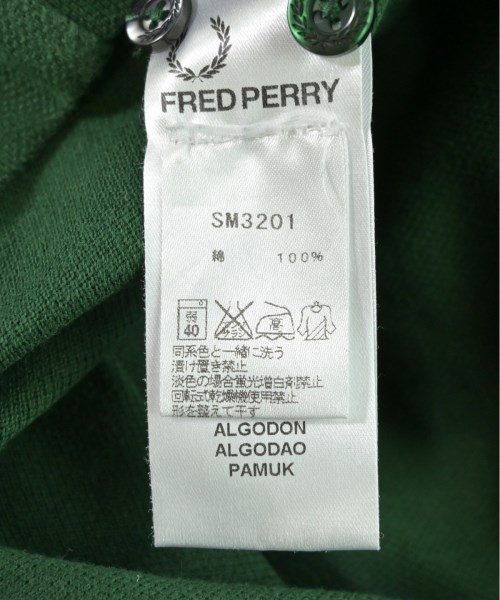 FRED PERRY
SM3201
綿 100%
弱 40 高
同系色と一緒に洗う
漬け置き禁止
淡色の場合蛍光増白剤禁止
回転式乾燥機使用禁止
形を整えて干す
ALGODON
ALGODAO
PAMUK